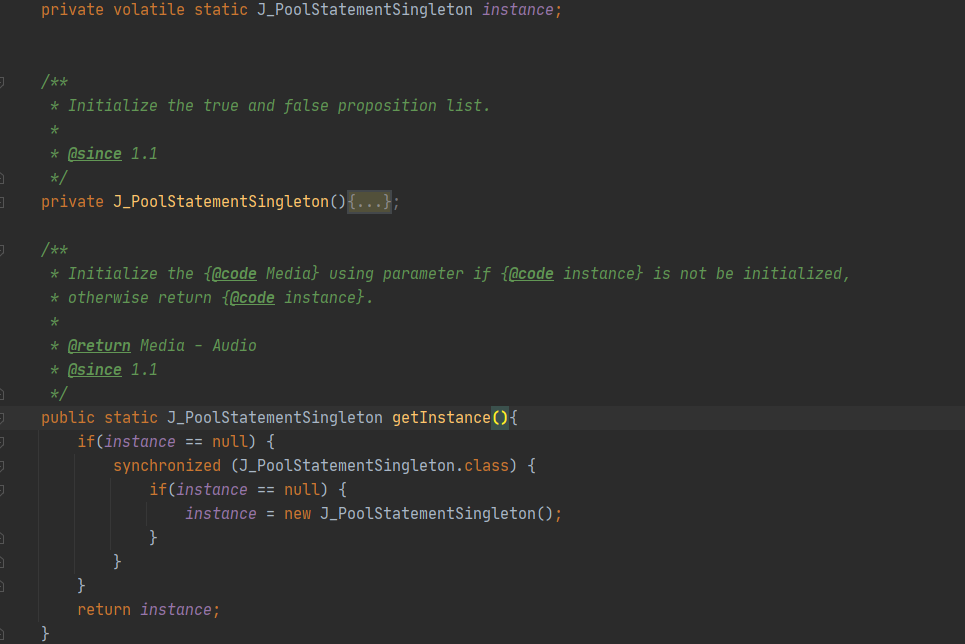 private volatile static J_PoolStatementSingleton instance;
/**
* Initialize the true and false proposition list.
*
* @since 1.1
*/
private J_PoolStatementSingleton(){...};
/**
* Initialize the {@code Media} using parameter if {@code instance} is not be initialized,
* otherwise return {@code instance}.
*
* @return Media - Audio
* @since 1.1
*/
public static J_PoolStatementSingleton getInstance(){
if(instance == null) {
synchronized (J_PoolStatementSingleton.class) {
if(instance == null) {
instance = new J_PoolStatementSingleton();
}
}
}
return instance;
}